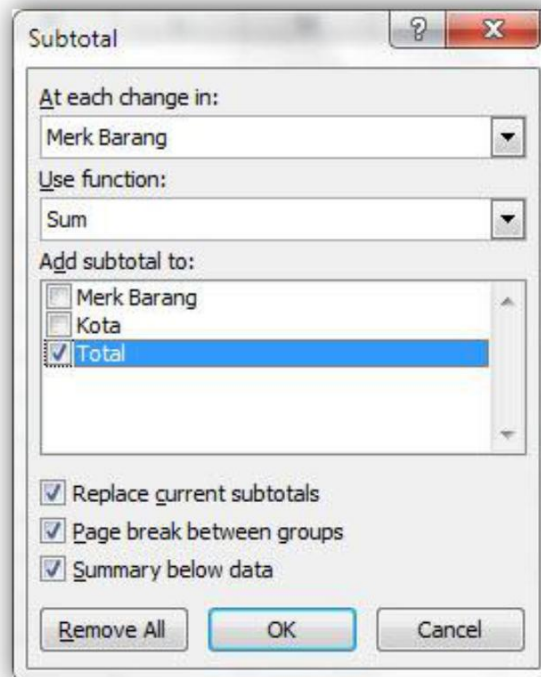 Subtotal
At each change in:
Merk Barang
Use function:
Sum
Add subtotal to:
Merk Barang
Kota
Total
Replace current subtotals
Page break between groups
Summary below data
Remove All OK Cancel